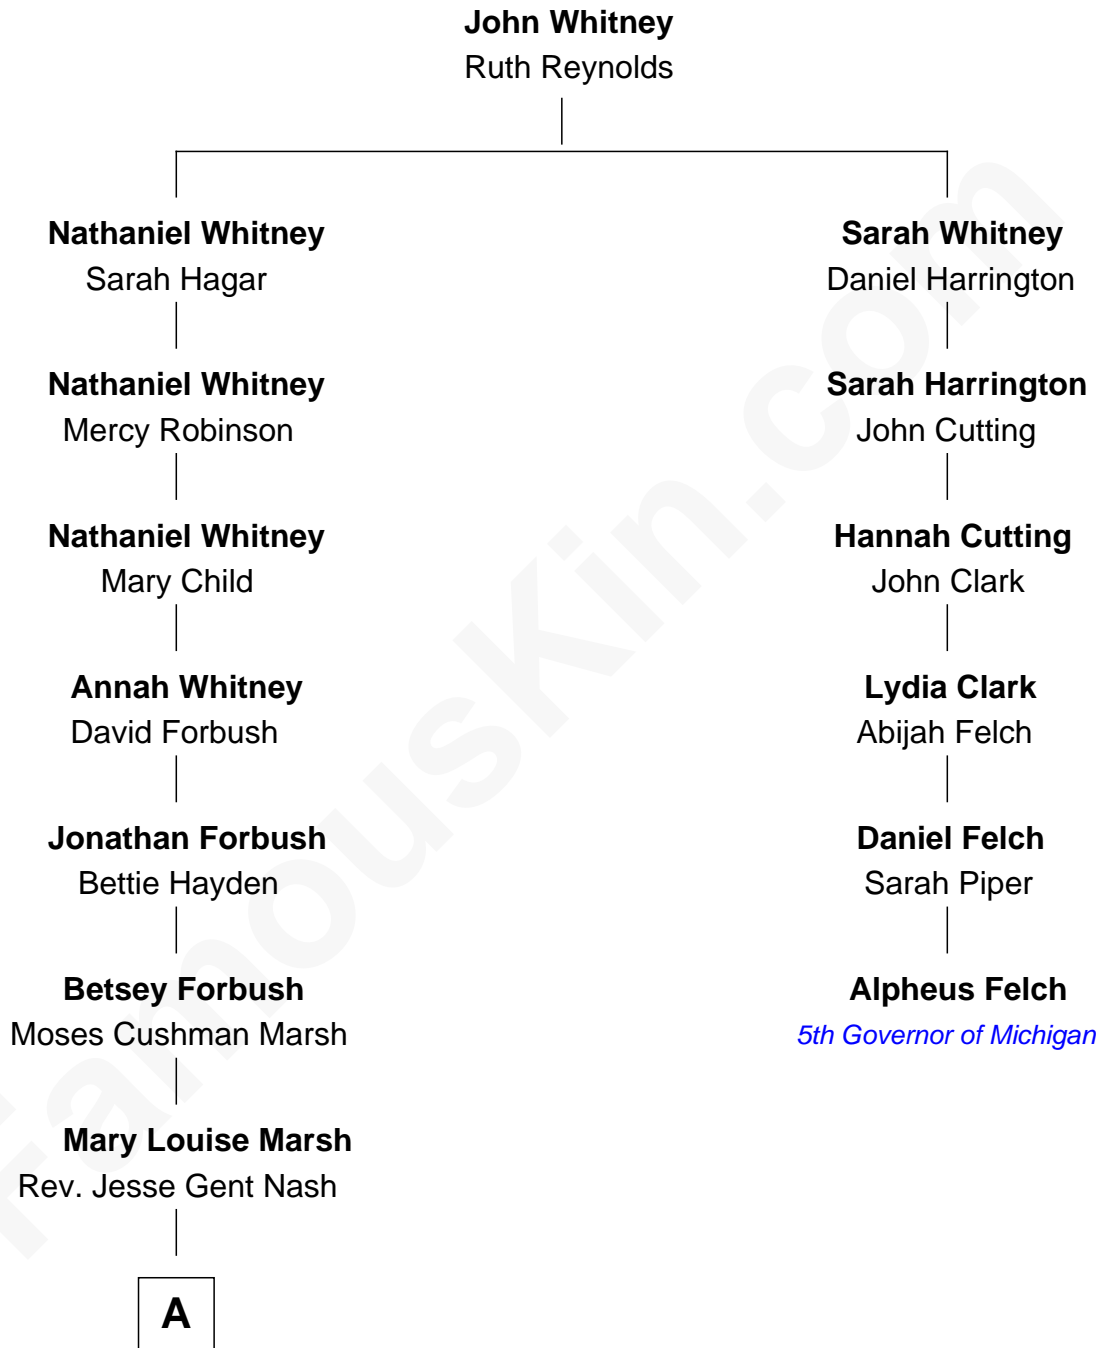 John Whitney
Ruth Reynolds
Nathaniel Whitney
Sarah Hagar
Sarah Whitney
Daniel Harrington
Nathaniel Whitney
Mercy Robinson
Sarah Harrington
John Cutting
Nathaniel Whitney
Mary Child
Hannah Cutting
John Clark
Annah Whitney
David Forbush
Lydia Clark
Abijah Felch
Jonathan Forbush
Bettie Hayden
Daniel Felch
Sarah Piper
Betsey Forbush
Moses Cushman Marsh
Alpheus Felch
5th Governor of Michigan
Mary Louise Marsh
Rev. Jesse Gent Nash
A
FamousKin.com